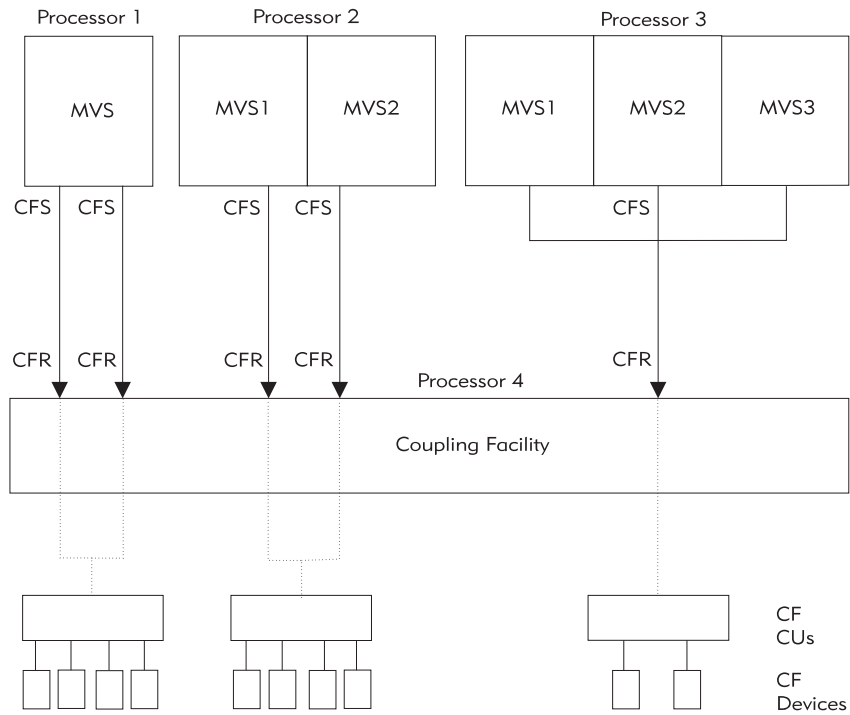 Processor 1
Processor 2
Processor 3
MVS
MVS1
MVS2
MVS1
MVS2
MVS3
CFS
CFS
CFS
CFS
CFS
CFR
CFR
CFR
CFR
CFR
Processor 4
Coupling Facility
CF
CUs
CF
Devices